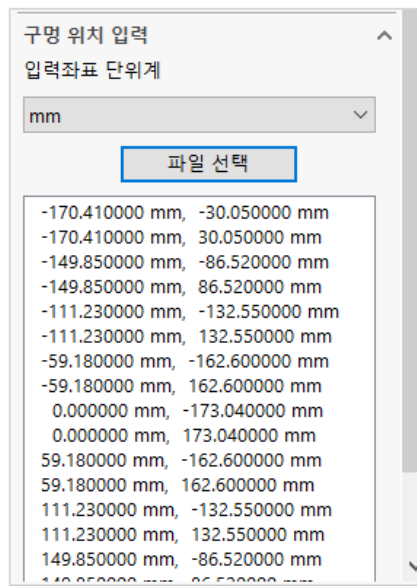 구멍 위치 입력
입력좌표 단위계
mm
파일 선택
-170.410000 mm, -30.050000 mm
-170.410000 mm, 30.050000 mm
-149.850000 mm, -86.520000 mm
-149.850000 mm, 86.520000 mm
-111.230000 mm, -132.550000 mm
-111.230000 mm, 132.550000 mm
-59.180000 mm, -162.600000 mm
-59.180000 mm, 162.600000 mm
0.000000 mm, -173.040000 mm
0.000000 mm, 173.040000 mm
59.180000 mm, -162.600000 mm
59.180000 mm, 162.600000 mm
111.230000 mm, -132.550000 mm
111.230000 mm, 132.550000 mm
149.850000 mm, -86.520000 mm